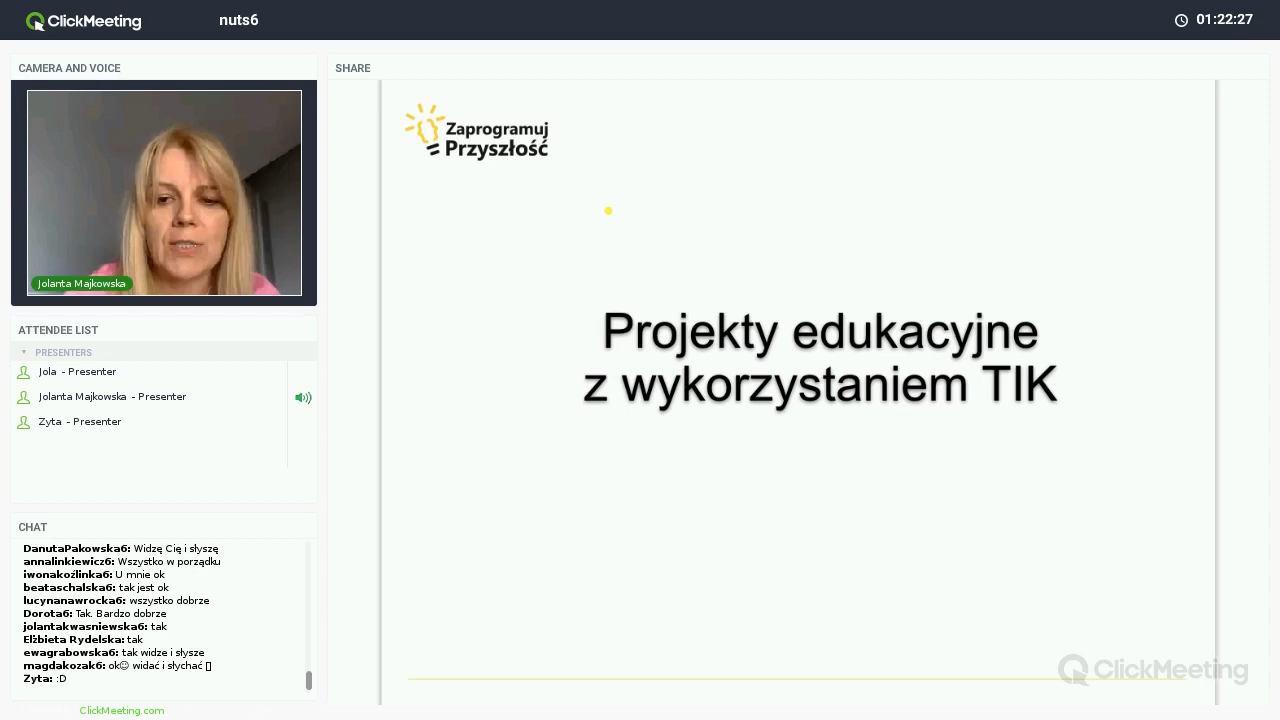 ClickMeeting
nuts6
01:22:27
CAMERA AND VOICE
Jolanta Majkowska
ATTENDEE LIST
PRESENTERS
Jola - Presenter
Jolanta Majkowska - Presenter
Zyta - Presenter
CHAT
DanutaPakowska6: Widzę Cię i słyszę
annalinkiewicz6: Wszystko w porządku
iwonakoźlinka6: U mnie ok
beataschalska6: tak jest ok
lucynanawrocka6: wszystko dobrze
Dorota6: Tak. Bardzo dobrze
jolantakwasniewska6: tak
Elżbieta Rydelska: tak
ewagrabowska6: tak widze i słysze
magdakozak6: ok☺ widać i słychać []
Zyta: :D
ClickMeeting.com
SHARE
Zaprogramuj
Przyszłość
Projekty edukacyjne
z wykorzystaniem TIK
ClickMeeting